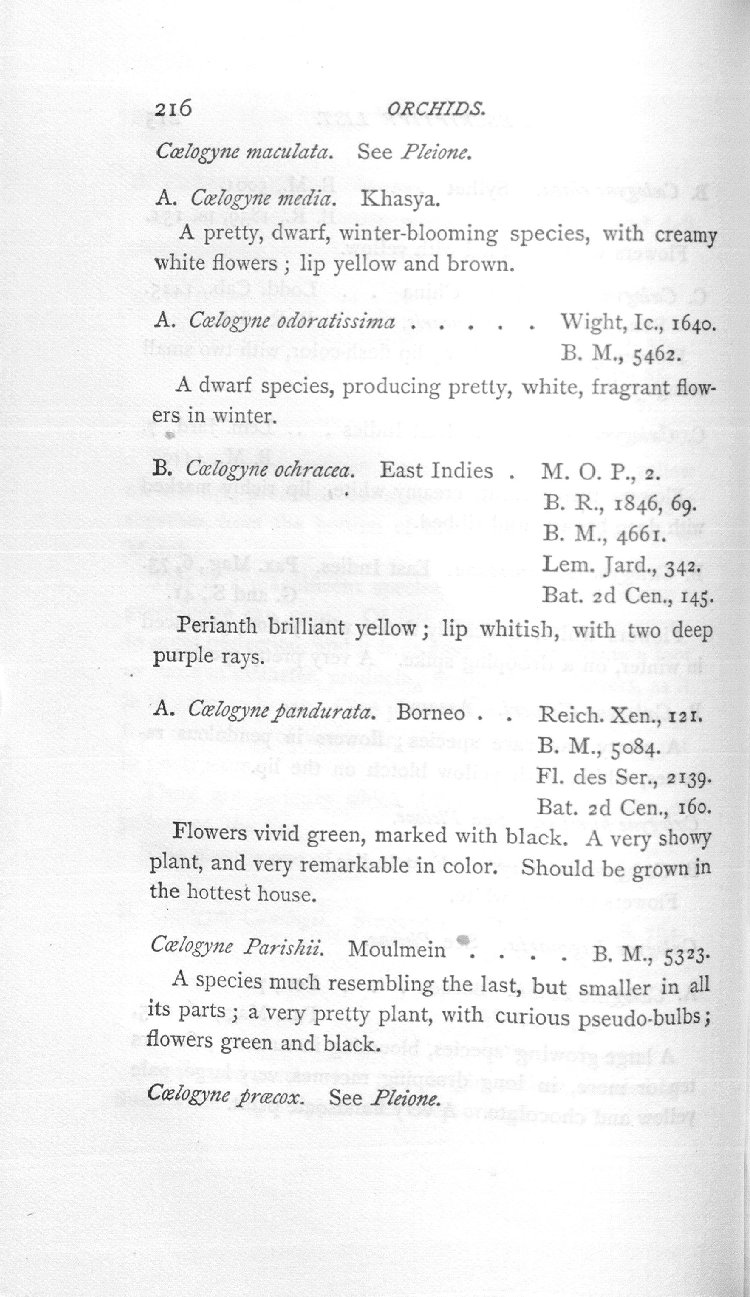 216 ORCHIDS.
Cœlogyne maculata. See Pleione.
A. Cœlogyne media. Khasya.
A pretty, dwarf, winter-blooming species, with creamy
white flowers ; lip yellow and brown.
A. Cœlogyne odoratissima . . . . . Wight, Ic., 1640.
B. M., 5462.
A dwarf species, producing pretty, white, fragrant flow-
ers in winter.
B. Cœlogyne ochracea. East Indies . M. O. P., 2.
B. R., 1846, 69.
B. M., 4661.
Lem. Jard., 342.
Bat. 2d Cen., 145.
Perianth brilliant yellow ; lip whitish, with two deep
purple rays.
A. Cœlogyne pandurata. Borneo . . Reich. Xen., 121.
B. M., 5084.
Fl. des Ser., 2139.
Bat. 2d Cen., 160.
Flowers vivid green, marked with black. A very showy
plant, and very remarkable in color. Should be grown in
the hottest house.
Cœlogyne Parishii. Moulmein . . . . B. M., 5323.
A species much resembling the last, but smaller in all
its parts ; a very pretty plant, with curious pseudo-bulbs ;
flowers green and black.
Cœlogyne præcox. See Pleione.